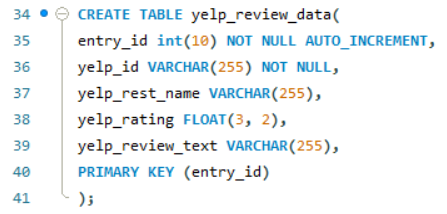 34 CREATE TABLE yelp_review_data(
35 entry_id int(10) NOT NULL AUTO_INCREMENT,
36 yelp_id VARCHAR(255) NOT NULL,
37 yelp_rest_name VARCHAR(255),
38 yelp_rating FLOAT(3, 2),
39 yelp_review_text VARCHAR(255),
40 PRIMARY KEY (entry_id)
41 );